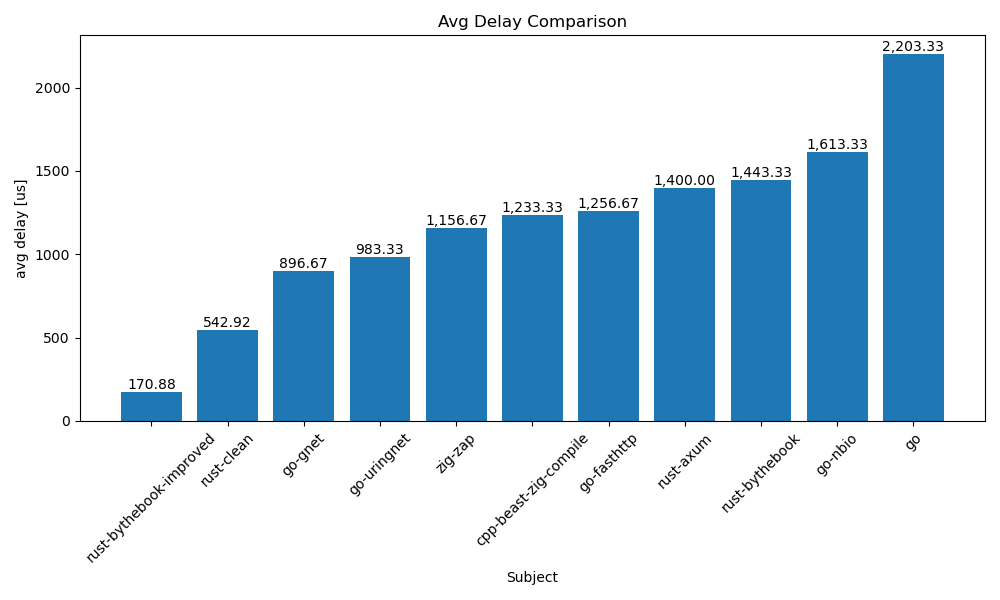 Avg Delay Comparison
avg delay [us]
2000
1500
1000
500
0
170.88
542.92
896.67
983.33
1,156.67
1,233.33
1,256.67
1,400.00
1,443.33
1,613.33
2,203.33
rust-bythebook-improved
rust-clean
go-gnet
go-uringnet
zig-zap
cpp-beast-zig-compile
go-fasthttp
rust-axum
rust-bythebook
go-nbio
go
Subject